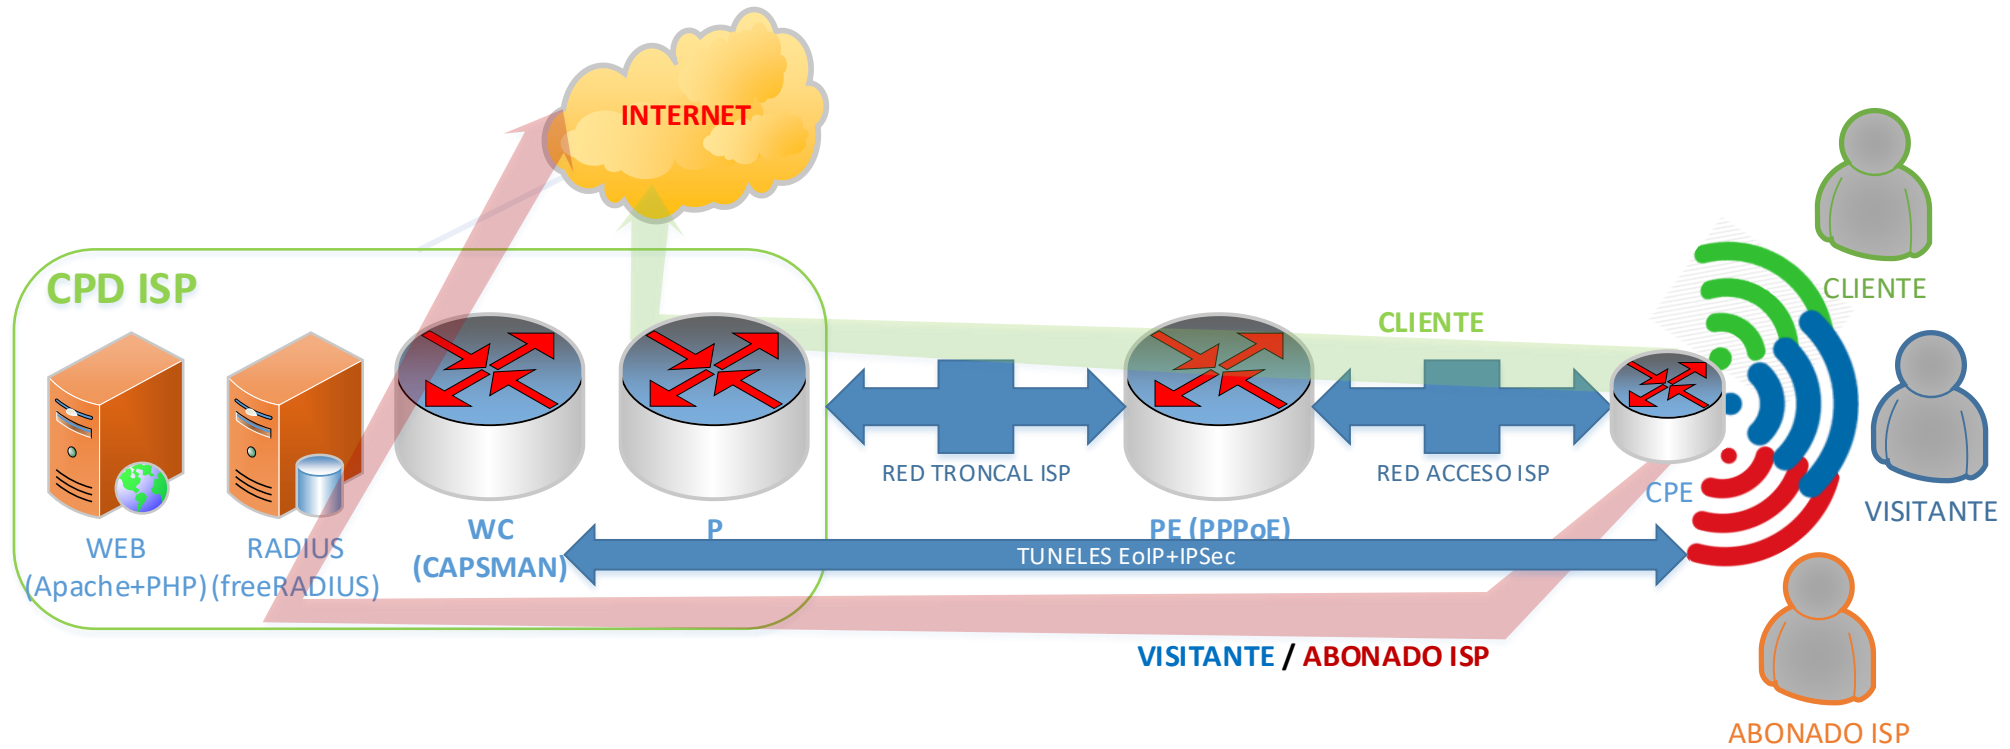 INTERNET
CPD ISP
CLIENTE
CLIENTE
RED TRONCAL ISP
RED ACCESO ISP
CPE
VISITANTE
WC
(CAPSMAN)
P
PE (PPPoE)
WEB
(Apache+PHP)
RADIUS
(freeRADIUS)
TUNELES EoIP+IPSec
VISITANTE / ABONADO ISP
ABONADO ISP